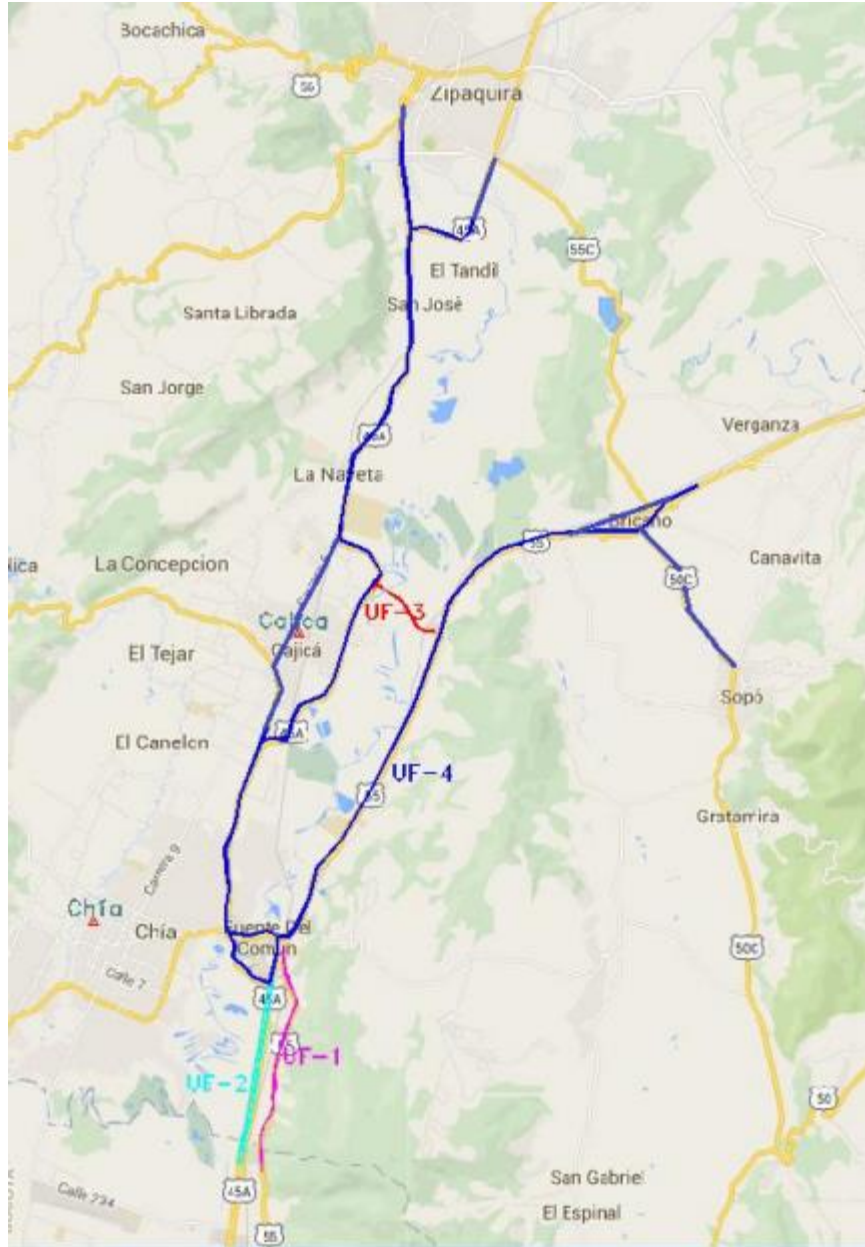 Bocachica
56
Zipaquirá
45A
55C
El Tandil
San José
Santa Librada
San Jorge
45A
Verganza
La Naveta
Briceño
55
La Concepcion
50C
Canavita
UF-3
Cajica
Cajicá
El Tejar
Sopó
El Canelon
45A
UF-4
55
Gratamira
Carrera 9
Chía
Chía
Puente Del
Común
50C
Calle 7
45A
55
UF-1
UF-2
50
Calle 234
45A
San Gabriel
El Espinal
55